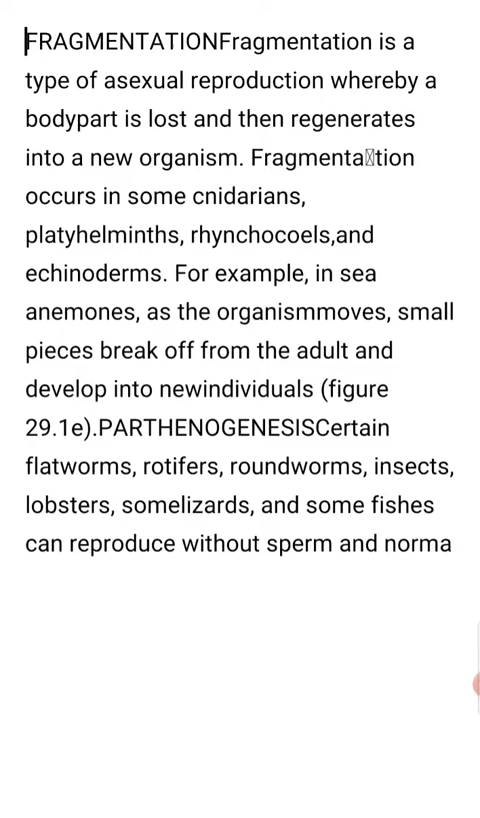 FRAGMENTATIONFragmentation is a
type of asexual reproduction whereby a
bodypart is lost and then regenerates
into a new organism. Fragmenta￾tion
occurs in some cnidarians,
platyhelminths, rhynchocoels,and
echinoderms. For example, in sea
anemones, as the organismmoves, small
pieces break off from the adult and
develop into newindividuals (figure
29.1e).PARTHENOGENESISCertain
flatworms, rotifers, roundworms, insects,
lobsters, somelizards, and some fishes
can reproduce without sperm and norma